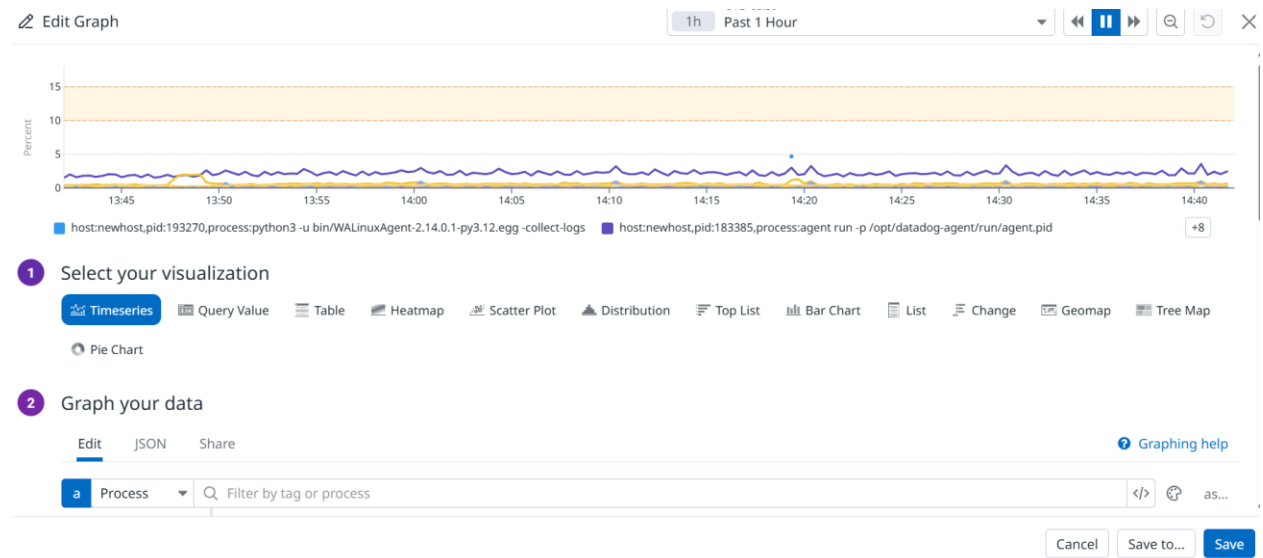 Edit Graph
1h Past 1 Hour
15
10
5
0
Percent
13:45 13:50 13:55 14:00 14:05 14:10 14:15 14:20 14:25 14:30 14:35 14:40
host:newhost,pid:193270,process:python3 -u bin/WALinuxAgent-2.14.0.1-py3.12.egg -collect-logs host:newhost,pid:183385,process:agent run -p /opt/datadog-agent/run/agent.pid +8
1 Select your visualization
Timeseries Query Value Table Heatmap Scatter Plot Distribution Top List Bar Chart List Change Geomap Tree Map
Pie Chart
2 Graph your data
Edit JSON Share ? Graphing help
a Process Filter by tag or process </> as...
Cancel Save to... Save